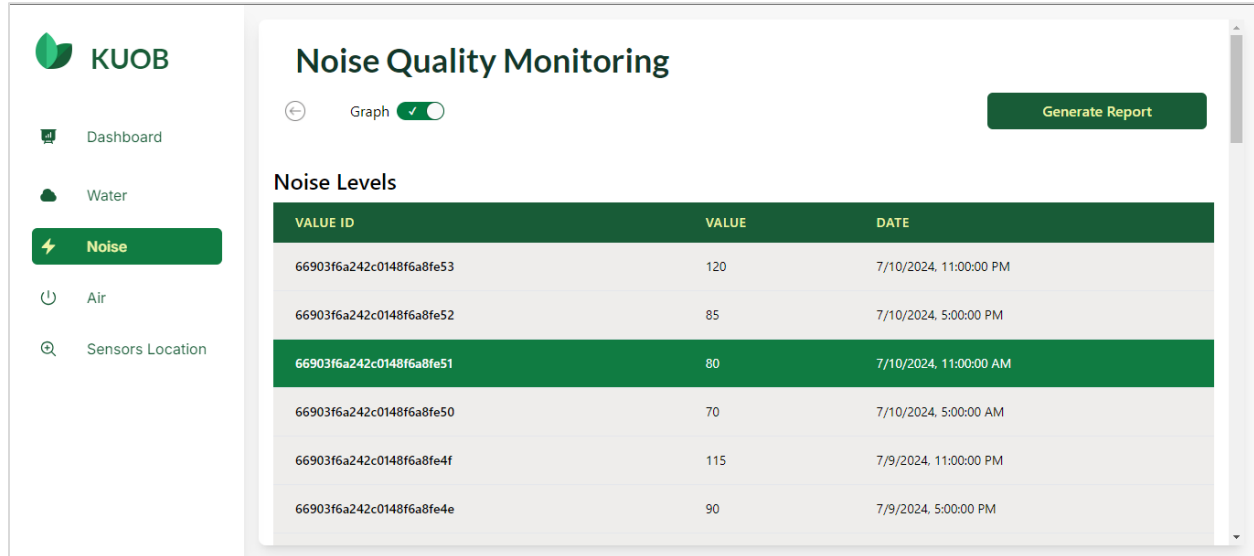 KUOB
Dashboard
Water
Noise
Air
Sensors Location
Noise Quality Monitoring
Graph
Generate Report
Noise Levels
VALUE ID VALUE DATE
66903f6a242c0148f6a8fe53 120 7/10/2024, 11:00:00 PM
66903f6a242c0148f6a8fe52 85 7/10/2024, 5:00:00 PM
66903f6a242c0148f6a8fe51 80 7/10/2024, 11:00:00 AM
66903f6a242c0148f6a8fe50 70 7/10/2024, 5:00:00 AM
66903f6a242c0148f6a8fe4f 115 7/9/2024, 11:00:00 PM
66903f6a242c0148f6a8fe4e 90 7/9/2024, 5:00:00 PM